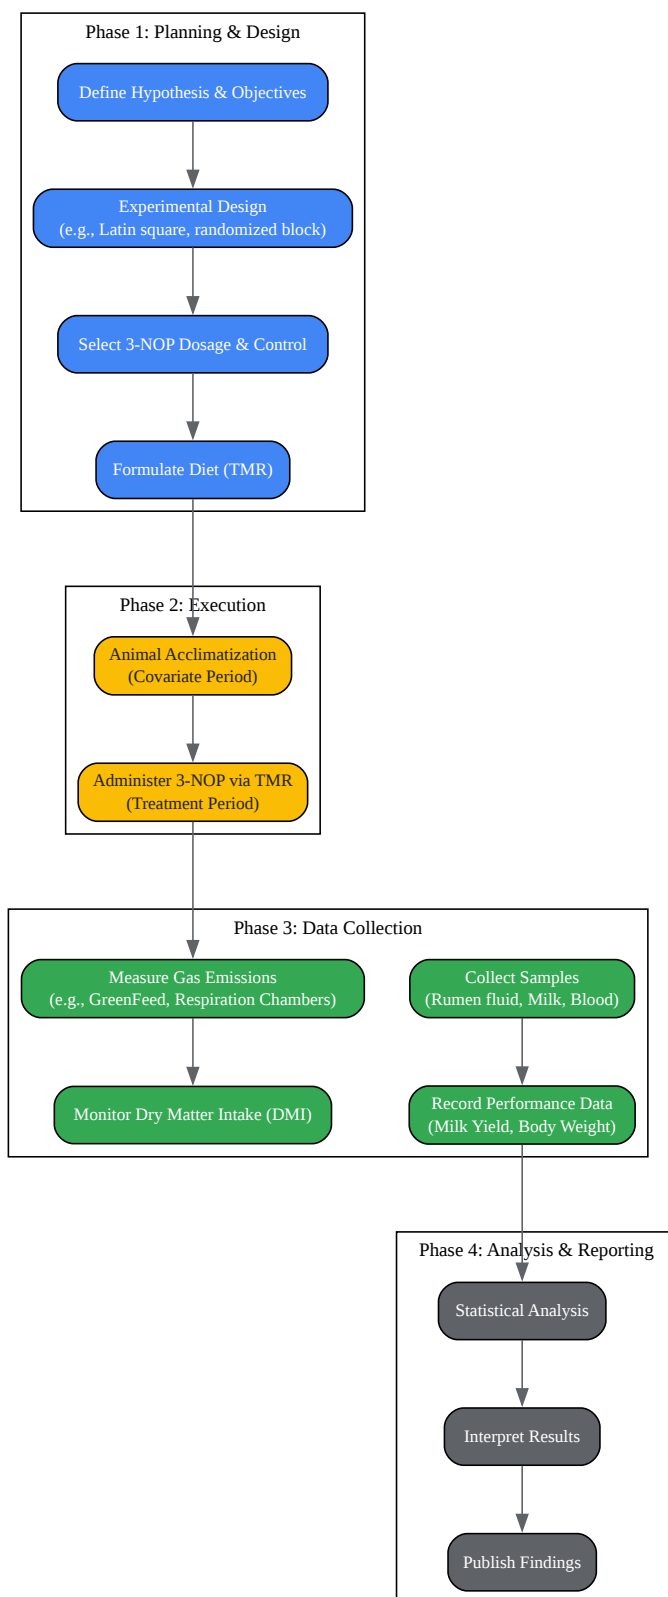 Phase 1: Planning & Design
Define Hypothesis & Objectives
Experimental Design
(e.g., Latin square, randomized block)
Select 3-NOP Dosage & Control
Formulate Diet (TMR)
Phase 2: Execution
Animal Acclimatization
(Covariate Period)
Administer 3-NOP via TMR
(Treatment Period)
Phase 3: Data Collection
Measure Gas Emissions
(e.g., GreenFeed, Respiration Chambers)
Collect Samples
(Rumen fluid, Milk, Blood)
Monitor Dry Matter Intake (DMI)
Record Performance Data
(Milk Yield, Body Weight)
Phase 4: Analysis & Reporting
Statistical Analysis
Interpret Results
Publish Findings